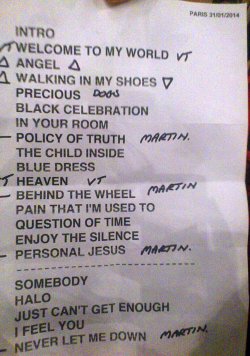 PARIS 31/01/2014
INTRO
VT WELCOME TO MY WORLD VT
△ ANGEL △
△ WALKING IN MY SHOES ▽
PRECIOUS DOGS
BLACK CELEBRATION
IN YOUR ROOM
– POLICY OF TRUTH MARTIN.
THE CHILD INSIDE
BLUE DRESS
T HEAVEN VT
– BEHIND THE WHEEL MARTIN
PAIN THAT I'M USED TO
QUESTION OF TIME
ENJOY THE SILENCE
– PERSONAL JESUS MARTIN.
--------------------------------
SOMEBODY
HALO
JUST CAN'T GET ENOUGH
I FEEL YOU
– NEVER LET ME DOWN MARTIN.